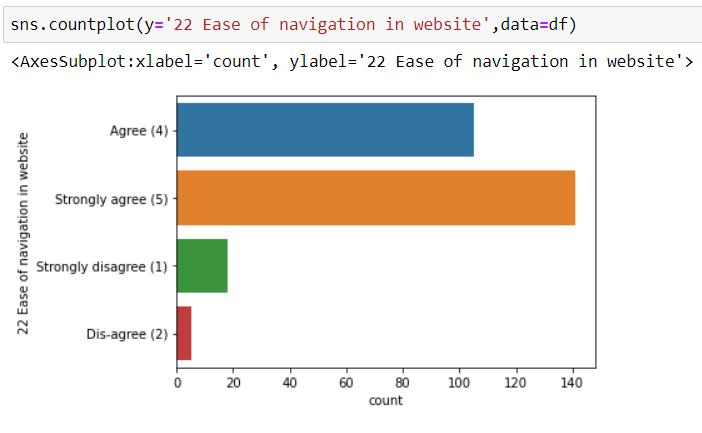 sns.countplot(y='22 Ease of navigation in website',data=df)
<AxesSubplot:xlabel='count', ylabel='22 Ease of navigation in website'>
22 Ease of navigation in website
Agree (4)
Strongly agree (5)
Strongly disagree (1)
Dis-agree (2)
0 20 40 60 80 100 120 140
count